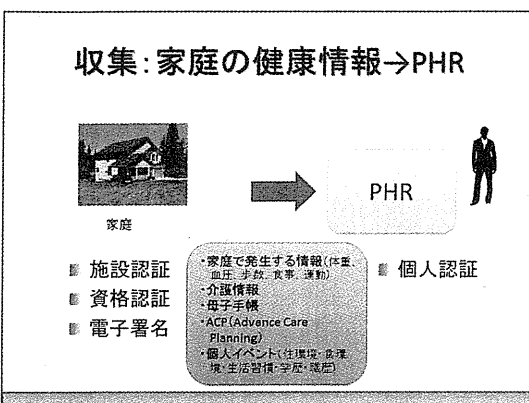 収集：家庭の健康情報→PHR
PHR
家庭
■ 施設認証
■ 資格認証
■ 電子署名
・家庭で発生する情報(体重、
血圧、歩数、食事、運動)
・介護情報
・母子手帳
・ACP(Advance Care
Planning)
・個人イベント(住環境・食環
境・生活習慣・学歴・職歴)
■ 個人認証